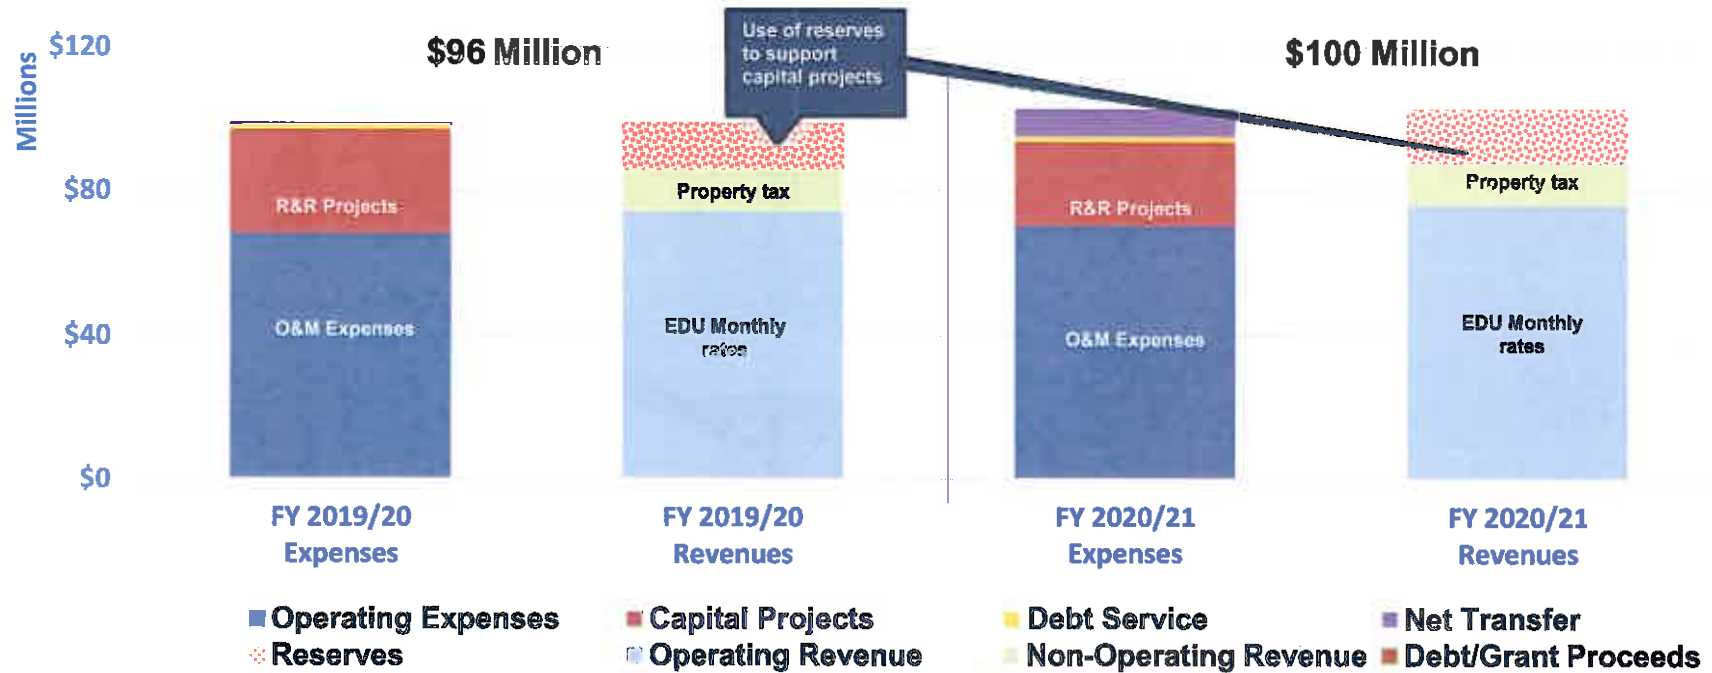 Millions
$120
$80
$40
$0
$96 Million
Use of reserves
to support
capital projects
$100 Million
R&R Projects
O&M Expenses
Property tax
EDU Monthly
rates
R&R Projects
O&M Expenses
Property tax
EDU Monthly
rates
FY 2019/20
Expenses
FY 2019/20
Revenues
FY 2020/21
Expenses
FY 2020/21
Revenues
Operating Expenses
Capital Projects
Debt Service
Net Transfer
Reserves
Operating Revenue
Non-Operating Revenue
Debt/Grant Proceeds